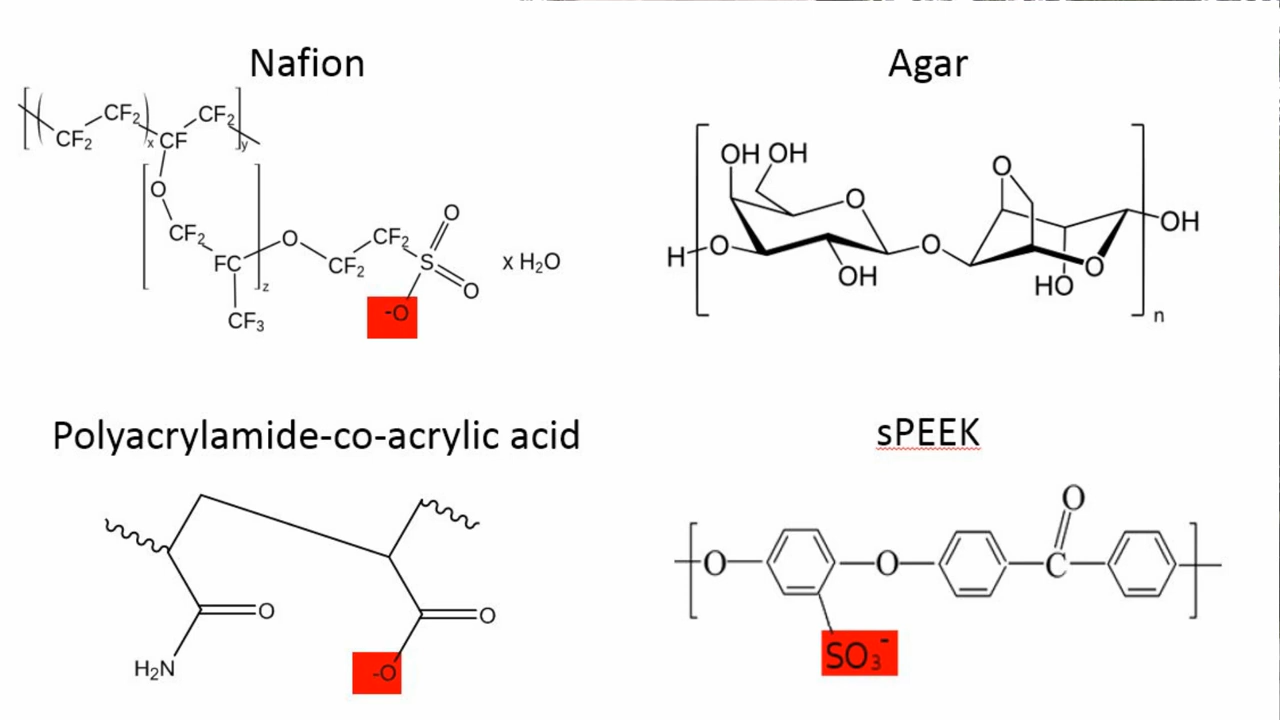 Nafion
CF2
CF2
x
CF
CF2
y
O
CF2
FC
z
CF3
O
CF2
CF2
S
O
O
-O
x H2O
Agar
H
O
OH
OH
O
OH
O
O
HO
O
OH
n
Polyacrylamide-co-acrylic acid
O
H2N
O
-O
sPEEK
O
O
O
C
SO3-